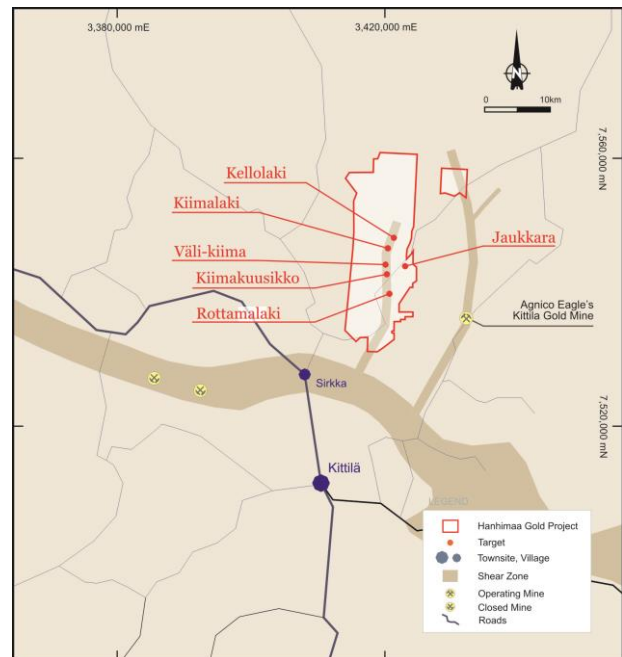 3,380,000 mE
3,420,000 mE
N
0 10km
7,560,000 mN
Kellolaki
Kiimalaki
Väli-kiima
Jaukkara
Kiimakuusikko
Rottamalaki
Agnico Eagle's
Kittila Gold Mine
Sirkka
7,520,000 mN
Kittilä
LEGEND
Hanhimaa Gold Project
Target
Townsite, Village
Shear Zone
Operating Mine
Closed Mine
Roads